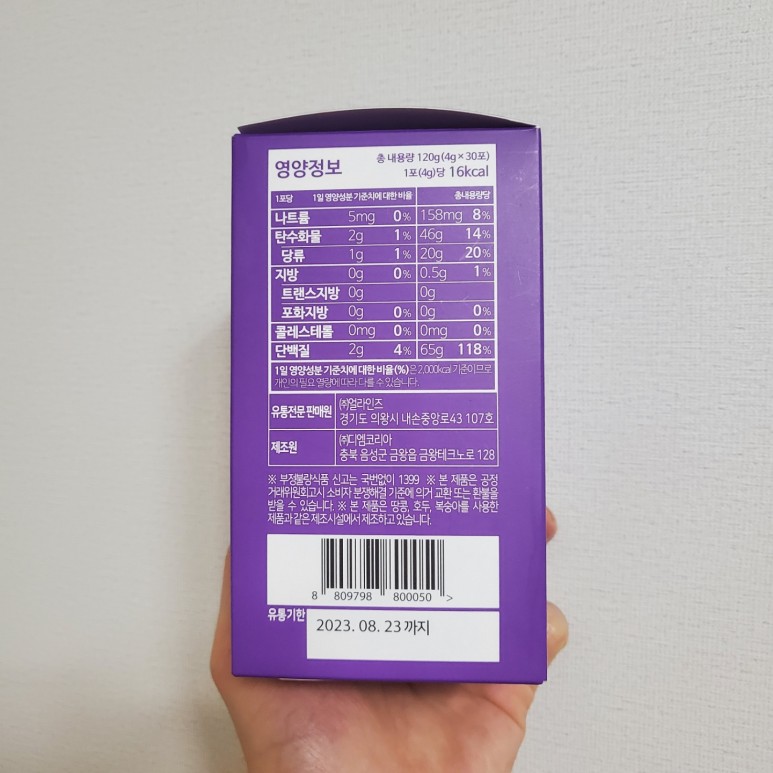 영양정보
총 내용량 120g(4g×30포)
1포(4g)당 16kcal
1포당 1일 영양성분 기준치에 대한 비율 총내용량당
나트륨 5mg 0% 158mg 8%
탄수화물 2g 1% 46g 14%
당류 1g 1% 20g 20%
지방 0g 0% 0.5g 1%
트랜스지방 0g 0g
포화지방 0g 0% 0g 0%
콜레스테롤 0mg 0% 0mg 0%
단백질 2g 4% 65g 118%
1일 영양성분 기준치에 대한 비율(%)은 2,000kcal 기준이므로
개인의 필요 열량에 따라 다를 수 있습니다.
유통전문판매원 ㈜얼라인즈
경기도 의왕시 내손중앙로43 107호
제조원 ㈜디엠코리아
충북 음성군 금왕읍 금왕테크노로 128
※ 부정불량식품 신고는 국번없이 1399 ※ 본 제품은 공정
거래위원회고시 소비자 분쟁해결 기준에 의거 교환 또는 환불을
받을 수 있습니다. ※ 본 제품은 땅콩, 호두, 복숭아를 사용한
제품과 같은 제조시설에서 제조하고 있습니다.
8 809798 800050 >
유통기한
2023. 08. 23 까지